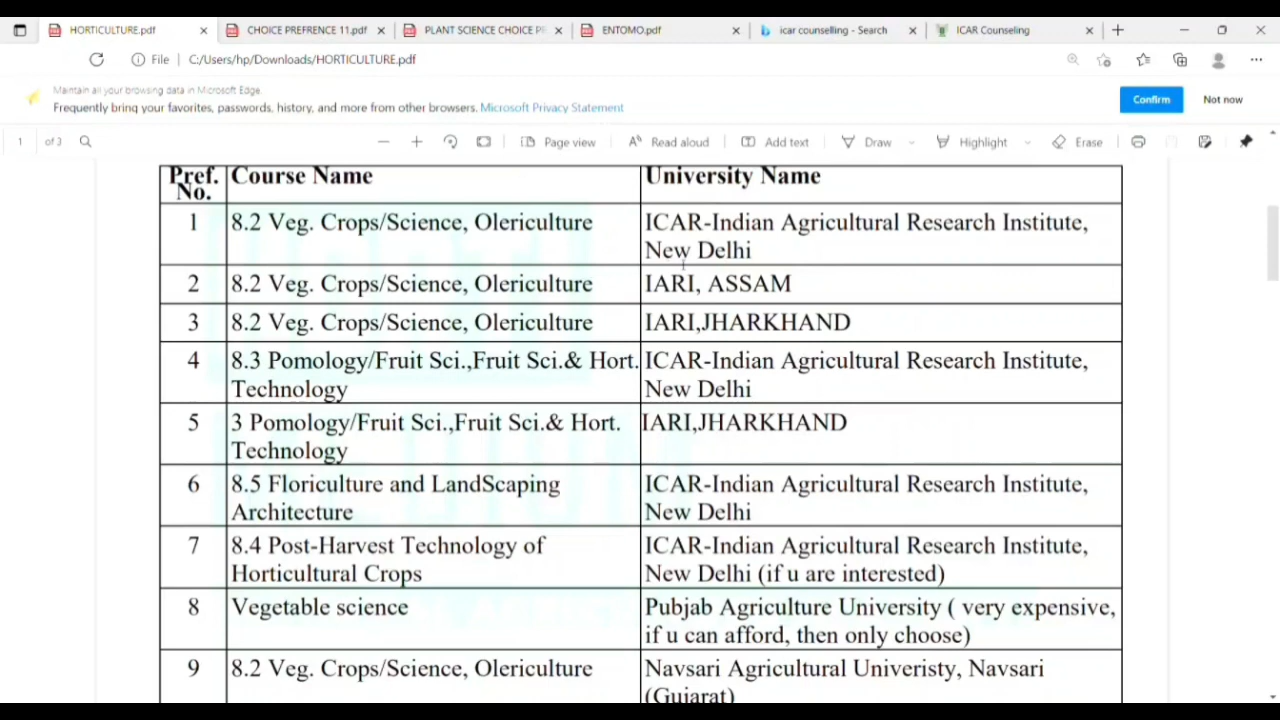 HORTICULTURE.pdf
CHOICE PREFRENCE 11.pdf
PLANT SCIENCE CHOICE P
ENTOMO.pdf
icar counselling - Search
ICAR Counseling
File
C:/Users/hp/Downloads/HORTICULTURE.pdf
Maintain all your browsing data in Microsoft Edge.
Frequently bring your favorites, passwords, history, and more from other browsers. Microsoft Privacy Statement
Confirm
Not now
1 of 3
Page view
Read aloud
Add text
Draw
Highlight
Erase
Pref. Course Name University Name
No.
1 8.2 Veg. Crops/Science, Olericulture ICAR-Indian Agricultural Research Institute,
New Delhi
2 8.2 Veg. Crops/Science, Olericulture IARI, ASSAM
3 8.2 Veg. Crops/Science, Olericulture IARI,JHARKHAND
4 8.3 Pomology/Fruit Sci.,Fruit Sci.& Hort. ICAR-Indian Agricultural Research Institute,
Technology New Delhi
5 3 Pomology/Fruit Sci.,Fruit Sci.& Hort. IARI,JHARKHAND
Technology
6 8.5 Floriculture and LandScaping ICAR-Indian Agricultural Research Institute,
Architecture New Delhi
7 8.4 Post-Harvest Technology of ICAR-Indian Agricultural Research Institute,
Horticultural Crops New Delhi (if u are interested)
8 Vegetable science Pubjab Agriculture University ( very expensive,
if u can afford, then only choose)
9 8.2 Veg. Crops/Science, Olericulture Navsari Agricultural Univeristy, Navsari
(Gujarat)